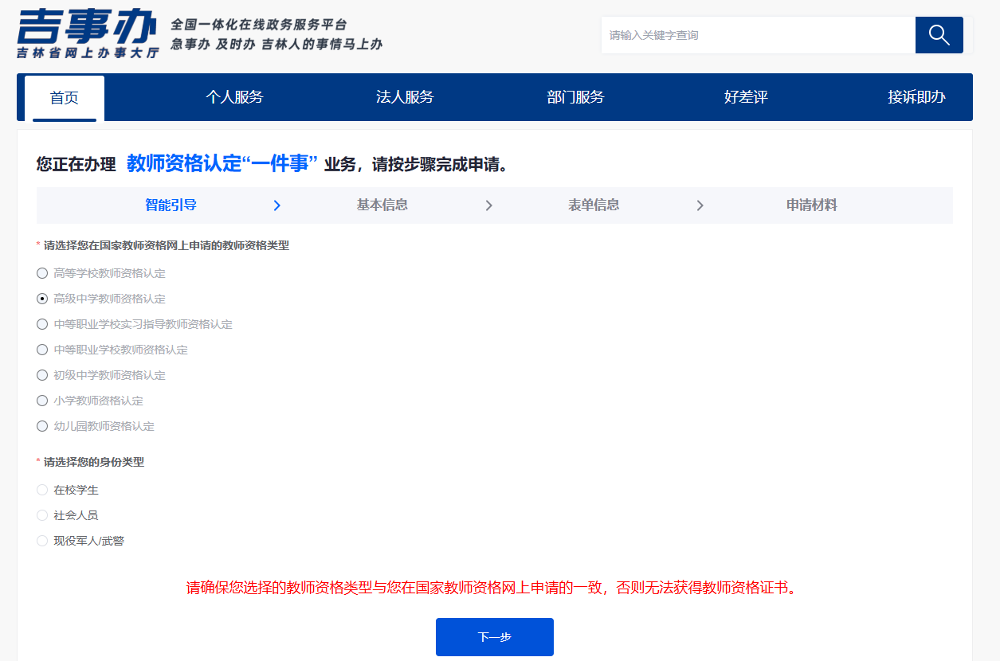 吉事办
吉林省网上办事大厅
全国一体化在线政务服务平台
急事办 及时办 吉林人的事情马上办
请输入关键字查询
首页 个人服务 法人服务 部门服务 好差评 接诉即办
您正在办理 教师资格认定“一件事” 业务，请按步骤完成申请。
智能引导 基本信息 表单信息 申请材料
* 请选择您在国家教师资格网上申请的教师资格类型
高等学校教师资格认定
高级中学教师资格认定
中等职业学校实习指导教师资格认定
中等职业学校教师资格认定
初级中学教师资格认定
小学教师资格认定
幼儿园教师资格认定
* 请选择您的身份类型
在校学生
社会人员
现役军人/武警
请确保您选择的教师资格类型与您在国家教师资格网上申请的一致，否则无法获得教师资格证书。
下一步